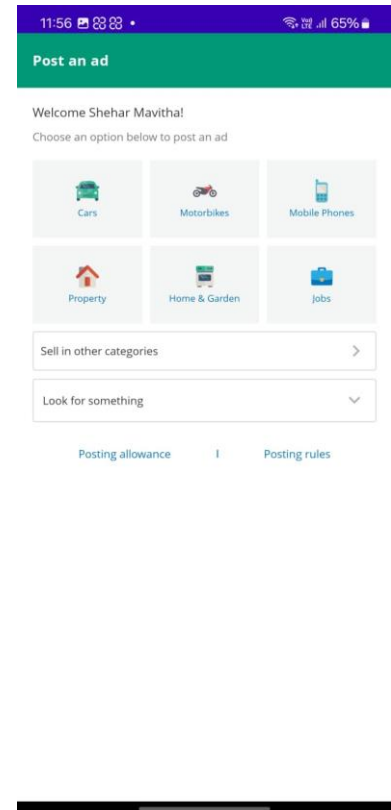 11:56 65%
Post an ad
Welcome Shehar Mavitha!
Choose an option below to post an ad
Cars Motorbikes Mobile Phones
Property Home & Garden Jobs
Sell in other categories
Look for something
Posting allowance | Posting rules